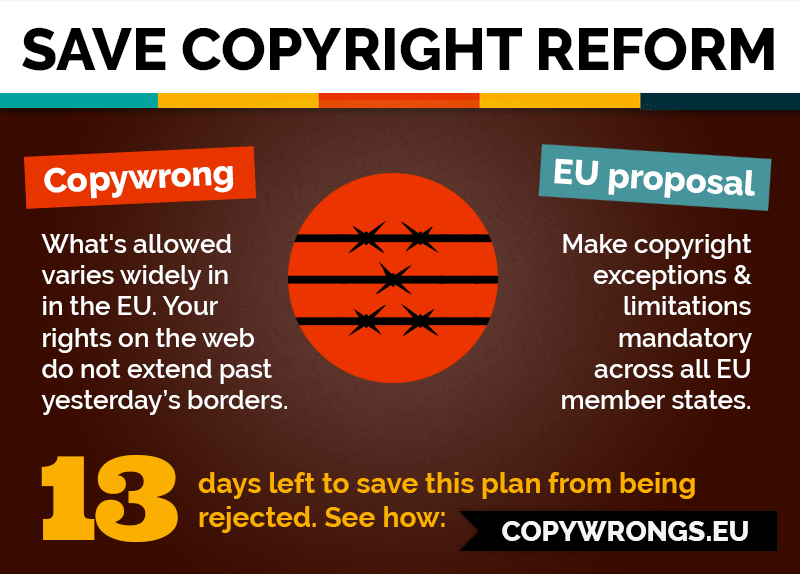 SAVE COPYRIGHT REFORM
Copywrong
What's allowed
varies widely in
in the EU. Your
rights on the web
do not extend past
yesterday’s borders.
EU proposal
Make copyright
exceptions &
limitations
mandatory
across all EU
member states.
13
days left to save this plan from being
rejected. See how:
COPYWRONGS.EU